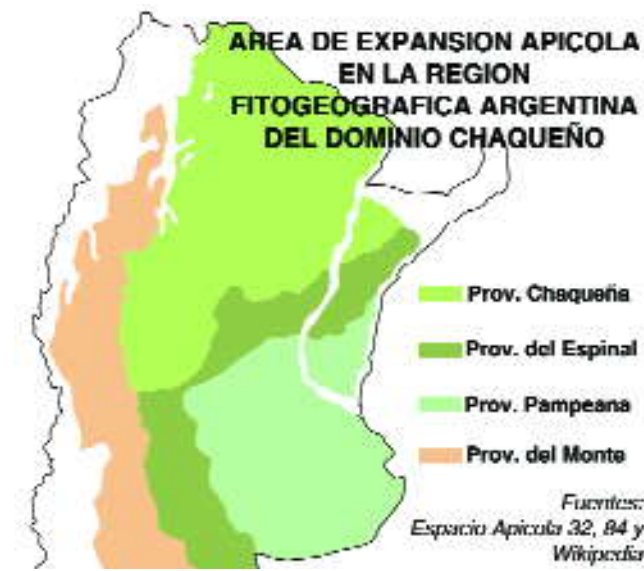 AREA DE EXPANSION APICOLA
EN LA REGION
FITOGEOGRAFICA ARGENTINA
DEL DOMINIO CHAQUEÑO
Prov. Chaqueña
Prov. del Espinal
Prov. Pampeana
Prov. del Monte
Fuentes:
Espacio Apicola 32, 84 y
Wikipedia